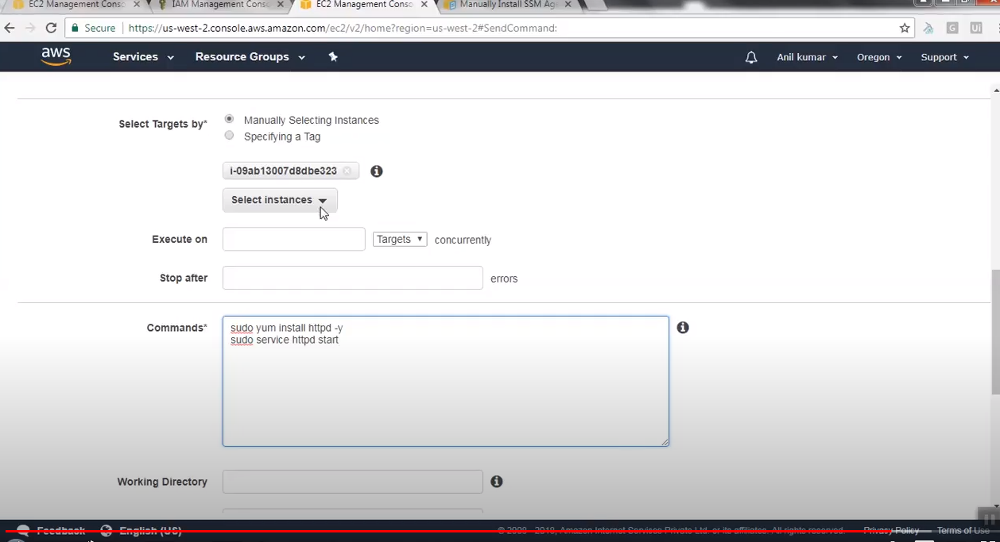 EC2 Management Conso
IAM Management Consu
EC2 Management Conso
Manually Install SSM Ag
Secure
https://us-west-2.console.aws.amazon.com/ec2/v2/home?region=us-west-2#SendCommand:
aws
Services
Resource Groups
Anil kumar
Oregon
Support
Select Targets by*
Manually Selecting Instances
Specifying a Tag
i-09ab13007d8dbe323
Select instances
Execute on
Targets
concurrently
Stop after
errors
Commands*
sudo yum install httpd -y
sudo service httpd start
Working Directory
Feedback
English (US)
© 2008 - 2018, Amazon Internet Services Private Ltd. or its affiliates. All rights reserved.
Privacy Policy
Terms of Use